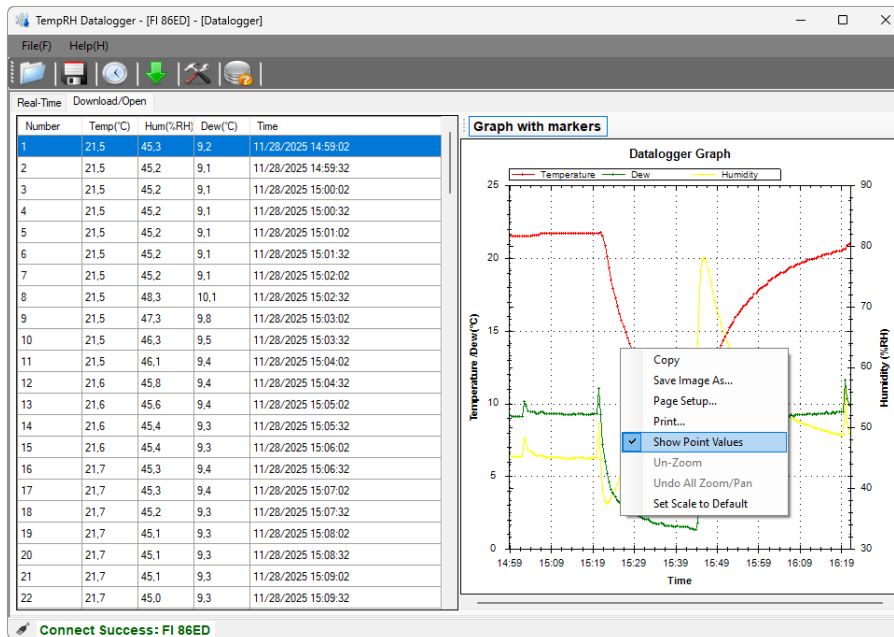 TempRH Datalogger - [FI 86ED] - [Datalogger]
File(F) Help(H)
Real-Time Download/Open
Number Temp(°C) Hum(%RH) Dew(°C) Time
1 21,5 45,3 9,2 11/28/2025 14:59:02
2 21,5 45,2 9,1 11/28/2025 14:59:32
3 21,5 45,2 9,1 11/28/2025 15:00:02
4 21,5 45,2 9,1 11/28/2025 15:00:32
5 21,5 45,2 9,1 11/28/2025 15:01:02
6 21,5 45,2 9,1 11/28/2025 15:01:32
7 21,5 45,2 9,1 11/28/2025 15:02:02
8 21,5 48,3 10,1 11/28/2025 15:02:32
9 21,5 47,3 9,8 11/28/2025 15:03:02
10 21,5 46,3 9,5 11/28/2025 15:03:32
11 21,5 46,1 9,4 11/28/2025 15:04:02
12 21,6 45,8 9,4 11/28/2025 15:04:32
13 21,6 45,6 9,4 11/28/2025 15:05:02
14 21,6 45,4 9,3 11/28/2025 15:05:32
15 21,6 45,4 9,3 11/28/2025 15:06:02
16 21,7 45,3 9,4 11/28/2025 15:06:32
17 21,7 45,3 9,4 11/28/2025 15:07:02
18 21,7 45,2 9,3 11/28/2025 15:07:32
19 21,7 45,1 9,3 11/28/2025 15:08:02
20 21,7 45,1 9,3 11/28/2025 15:08:32
21 21,7 45,1 9,3 11/28/2025 15:09:02
22 21,7 45,0 9,3 11/28/2025 15:09:32
Graph with markers
Datalogger Graph
Temperature Dew Humidity
Temperature /Dew(°C)
25
20
15
10
5
0
Humidity (%RH)
90
80
70
60
50
40
30
14:59 15:09 15:19 15:29 15:39 15:49 15:59 16:09 16:19
Time
Copy
Save Image As...
Page Setup...
Print...
Show Point Values
Un-Zoom
Undo All Zoom/Pan
Set Scale to Default
Connect Success: FI 86ED